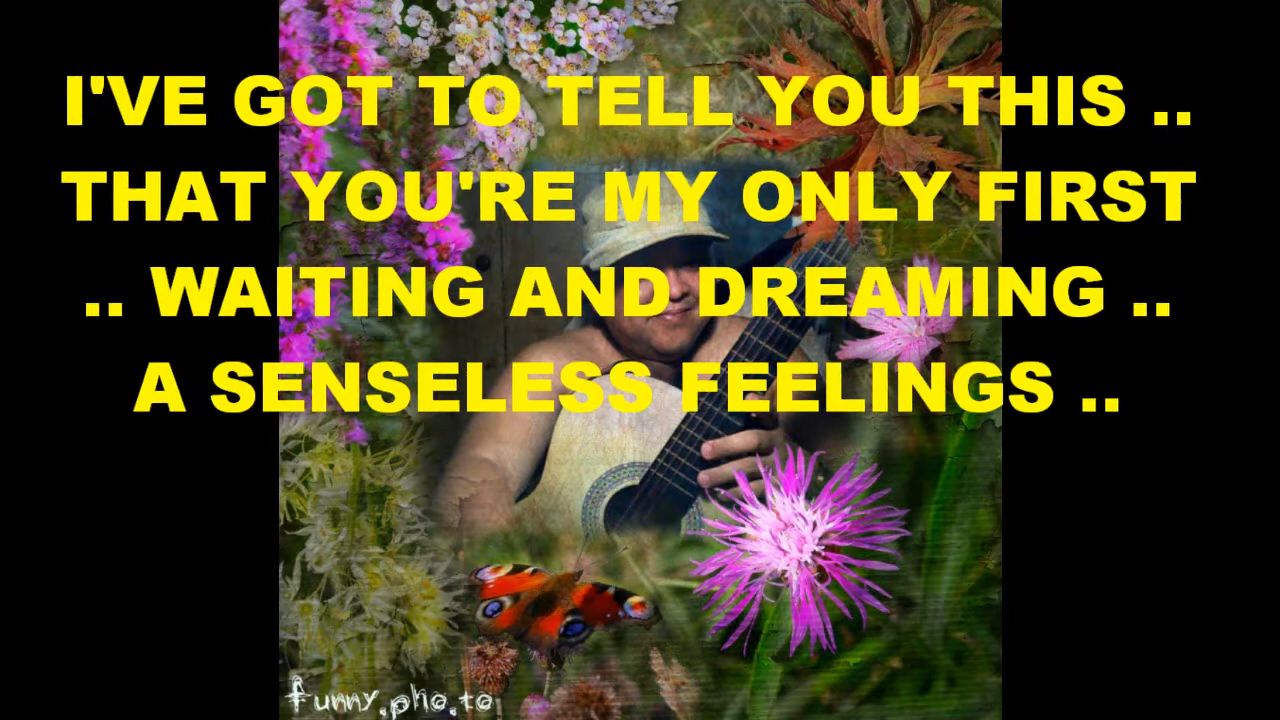 I'VE GOT TO TELL YOU THIS ..
THAT YOU'RE MY ONLY FIRST
.. WAITING AND DREAMING ..
A SENSELESS FEELINGS ..
funny.pho.to